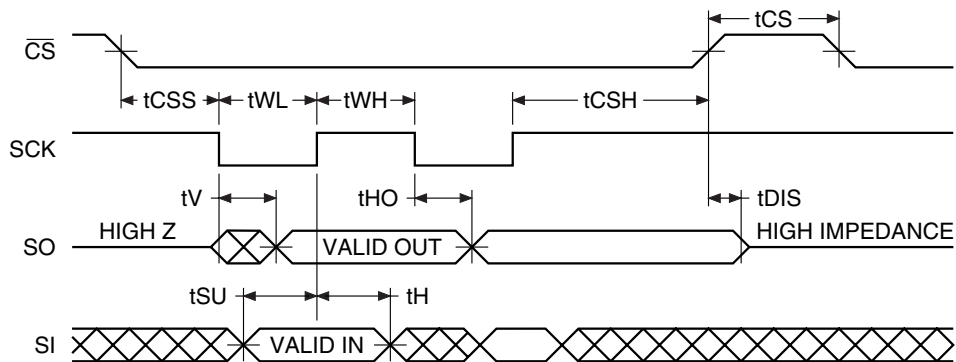 tCS
C̅S̅
tCSS tWL tWH tCSH
SCK
tV tHO tDIS
HIGH Z VALID OUT HIGH IMPEDANCE
SO
tSU tH
SI VALID IN